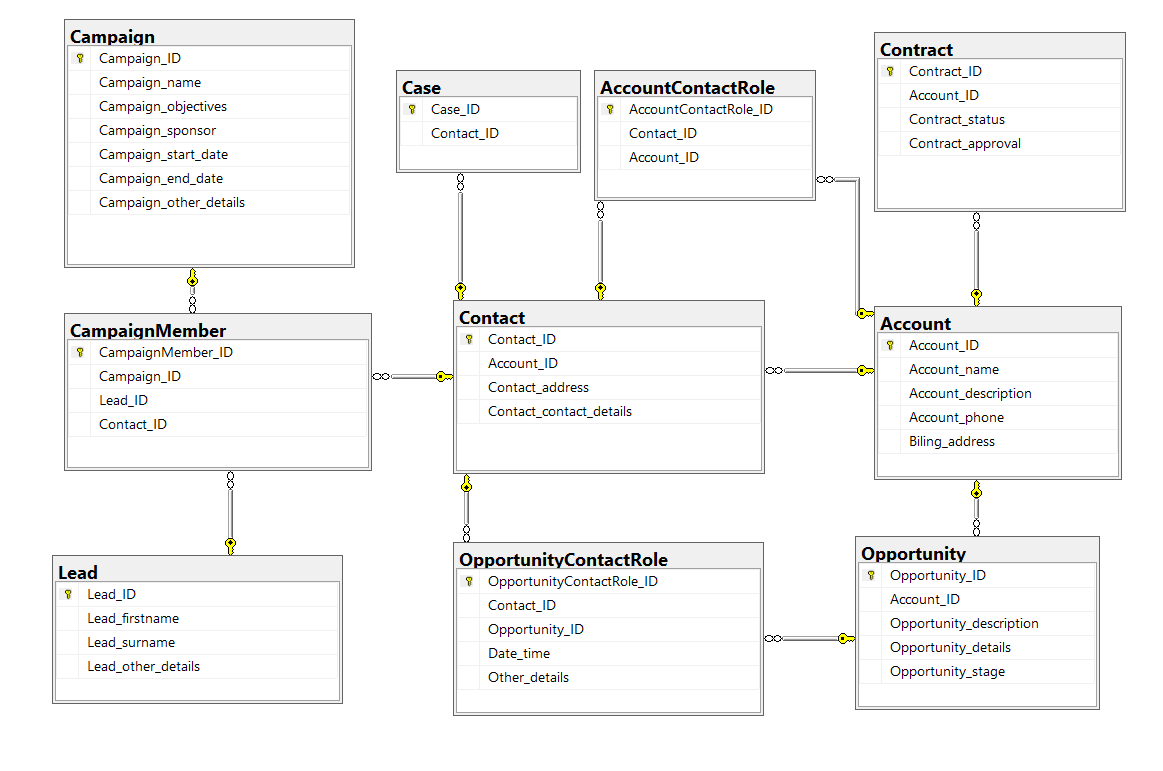 Campaign
Campaign_ID
Campaign_name
Campaign_objectives
Campaign_sponsor
Campaign_start_date
Campaign_end_date
Campaign_other_details
Case
Case_ID
Contact_ID
AccountContactRole
AccountContactRole_ID
Contact_ID
Account_ID
Contract
Contract_ID
Account_ID
Contract_status
Contract_approval
CampaignMember
CampaignMember_ID
Campaign_ID
Lead_ID
Contact_ID
Contact
Contact_ID
Account_ID
Contact_address
Contact_contact_details
Account
Account_ID
Account_name
Account_description
Account_phone
Biling_address
Lead
Lead_ID
Lead_firstname
Lead_surname
Lead_other_details
OpportunityContactRole
OpportunityContactRole_ID
Contact_ID
Opportunity_ID
Date_time
Other_details
Opportunity
Opportunity_ID
Account_ID
Opportunity_description
Opportunity_details
Opportunity_stage